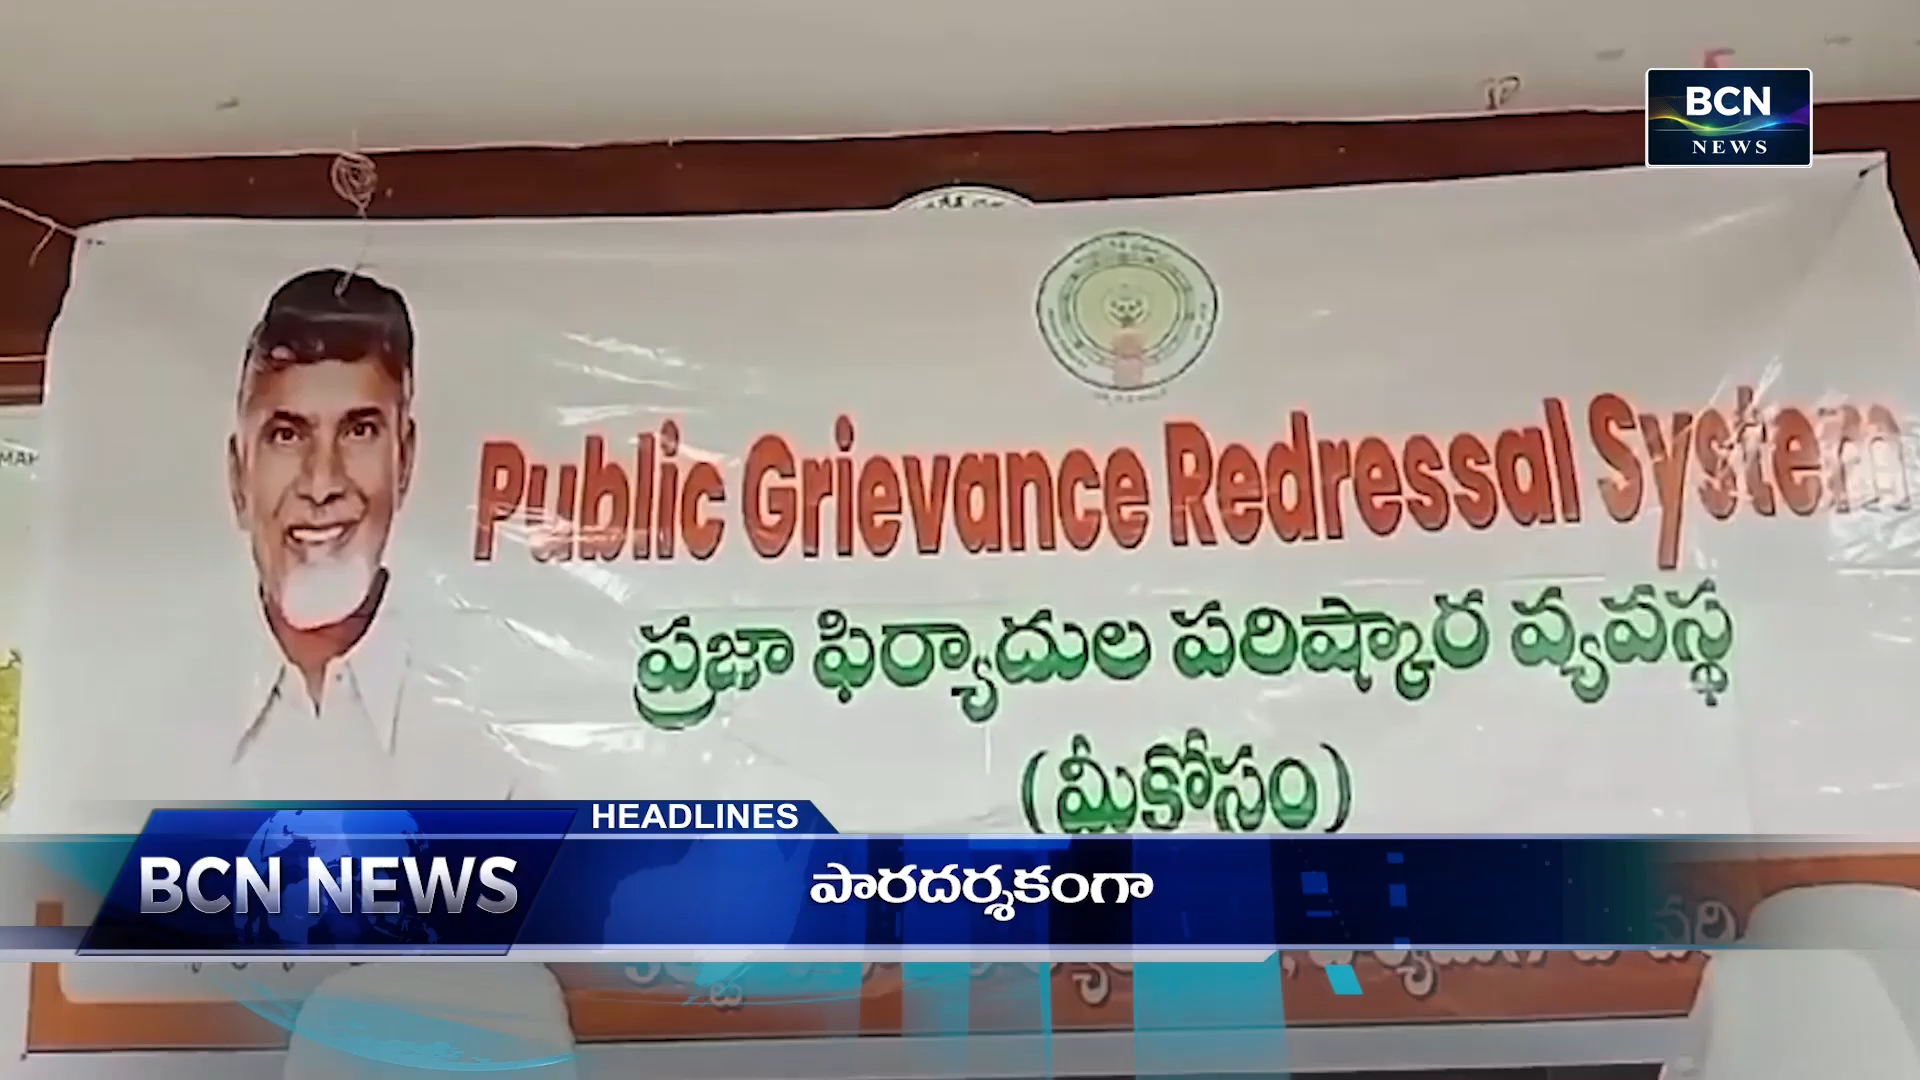 BCN
NEWS
Public Grievance Redressal System
ప్రజా ఫిర్యాదుల పరిష్కార వ్యవస్థ
(మీకోసం)
HEADLINES
BCN NEWS
పారదర్శకంగా